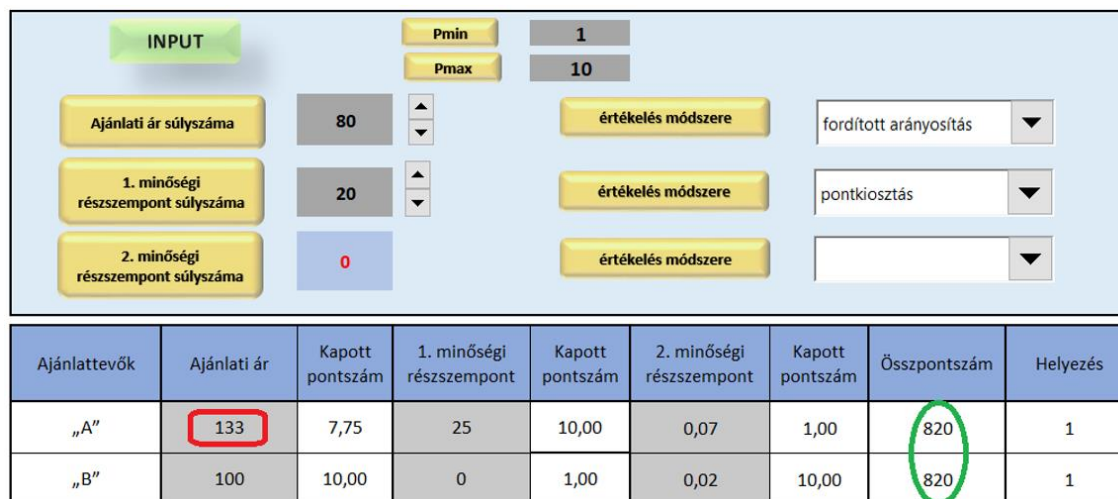 INPUT
Pmin 1
Pmax 10
Ajánlati ár súlyszáma 80 értékelés módszere fordított arányosítás
1. minőségi
részszempont súlyszáma 20 értékelés módszere pontkiosztás
2. minőségi
részszempont súlyszáma 0 értékelés módszere
Ajánlattevők Ajánlati ár Kapott pontszám 1. minőségi részszempont Kapott pontszám 2. minőségi részszempont Kapott pontszám Összpontszám Helyezés
„A” 133 7,75 25 10,00 0,07 1,00 820 1
„B” 100 10,00 0 1,00 0,02 10,00 820 1